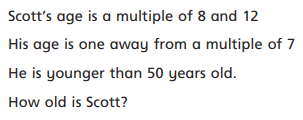 Scott's age is a multiple of 8 and 12
His age is one away from a multiple of 7
He is younger than 50 years old.
How old is Scott?